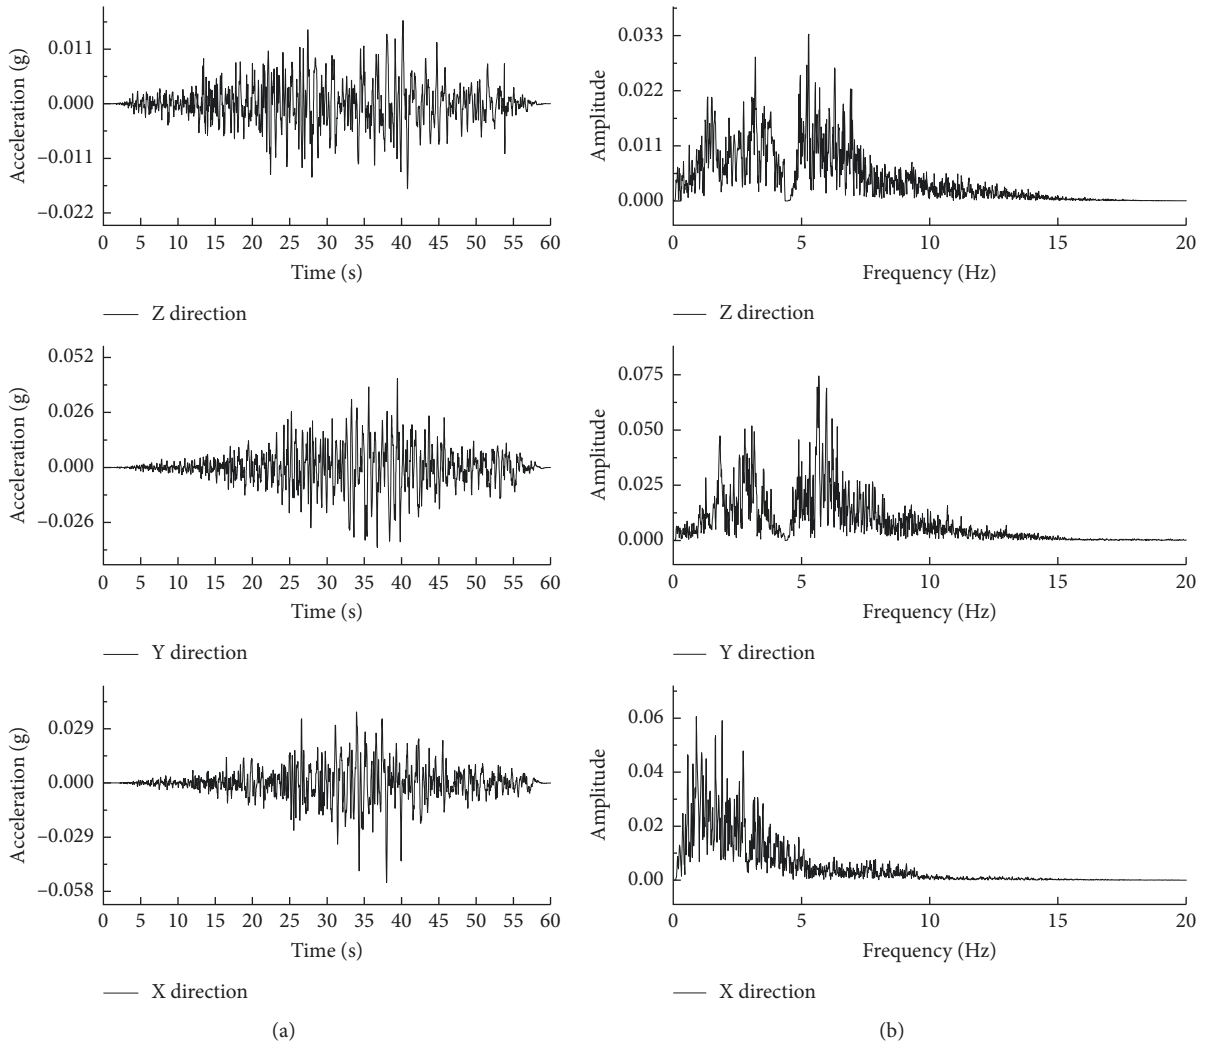 Acceleration (g)
0.011
0.000
–0.011
–0.022
0 5 10 15 20 25 30 35 40 45 50 55 60
Time (s)
Z direction
Amplitude
0.033
0.022
0.011
0.000
0 5 10 15 20
Frequency (Hz)
Z direction
Acceleration (g)
0.052
0.026
0.000
–0.026
0 5 10 15 20 25 30 35 40 45 50 55 60
Time (s)
Y direction
Amplitude
0.075
0.050
0.025
0.000
0 5 10 15 20
Frequency (Hz)
Y direction
Acceleration (g)
0.029
0.000
–0.029
–0.058
0 5 10 15 20 25 30 35 40 45 50 55 60
Time (s)
X direction
(a)
Amplitude
0.06
0.04
0.02
0.00
0 5 10 15 20
Frequency (Hz)
X direction
(b)